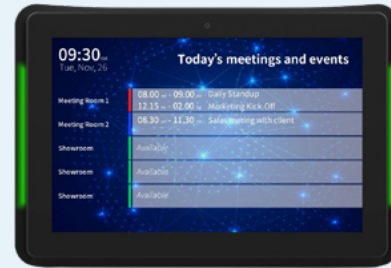 09:30
Tue, Nov, 26
Today's meetings and events
Meeting Room 1
08.00 - 09.00 Daily Standup
12.15 - 02.00 Marketing Kick Off
Meeting Room 2
08.30 - 11.30 Sales meeting with client
Showroom
Available
Showroom
Available
Showroom
Available